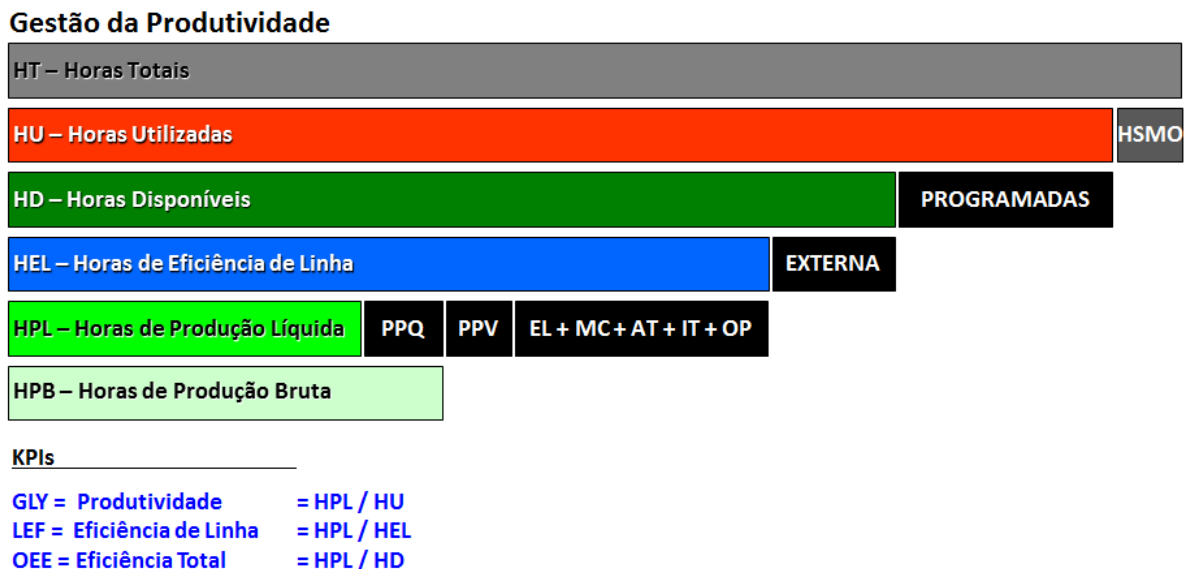 Gestão da Produtividade
HT – Horas Totais
HU – Horas Utilizadas HSMO
HD – Horas Disponíveis PROGRAMADAS
HEL – Horas de Eficiência de Linha EXTERNA
HPL – Horas de Produção Líquida PPQ PPV EL + MC + AT + IT + OP
HPB – Horas de Produção Bruta
KPIs
GLY = Produtividade = HPL / HU
LEF = Eficiência de Linha = HPL / HEL
OEE = Eficiência Total = HPL / HD